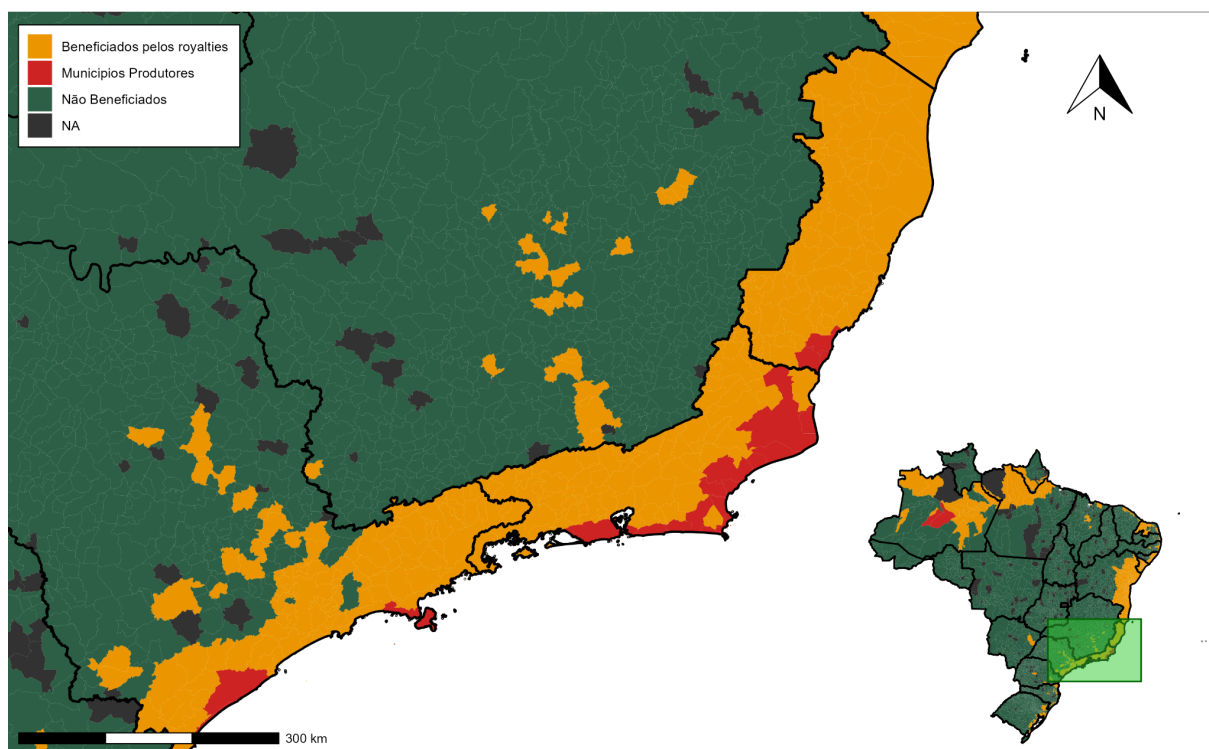 Beneficiados pelos royalties
Municipios Produtores
Não Beneficiados
NA
N
300 km